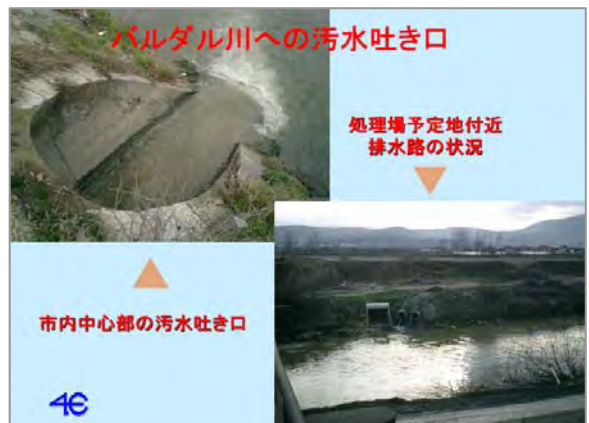 バルダル川への汚水吐き口
処理場予定地付近
排水路の状況
市内中心部の汚水吐き口